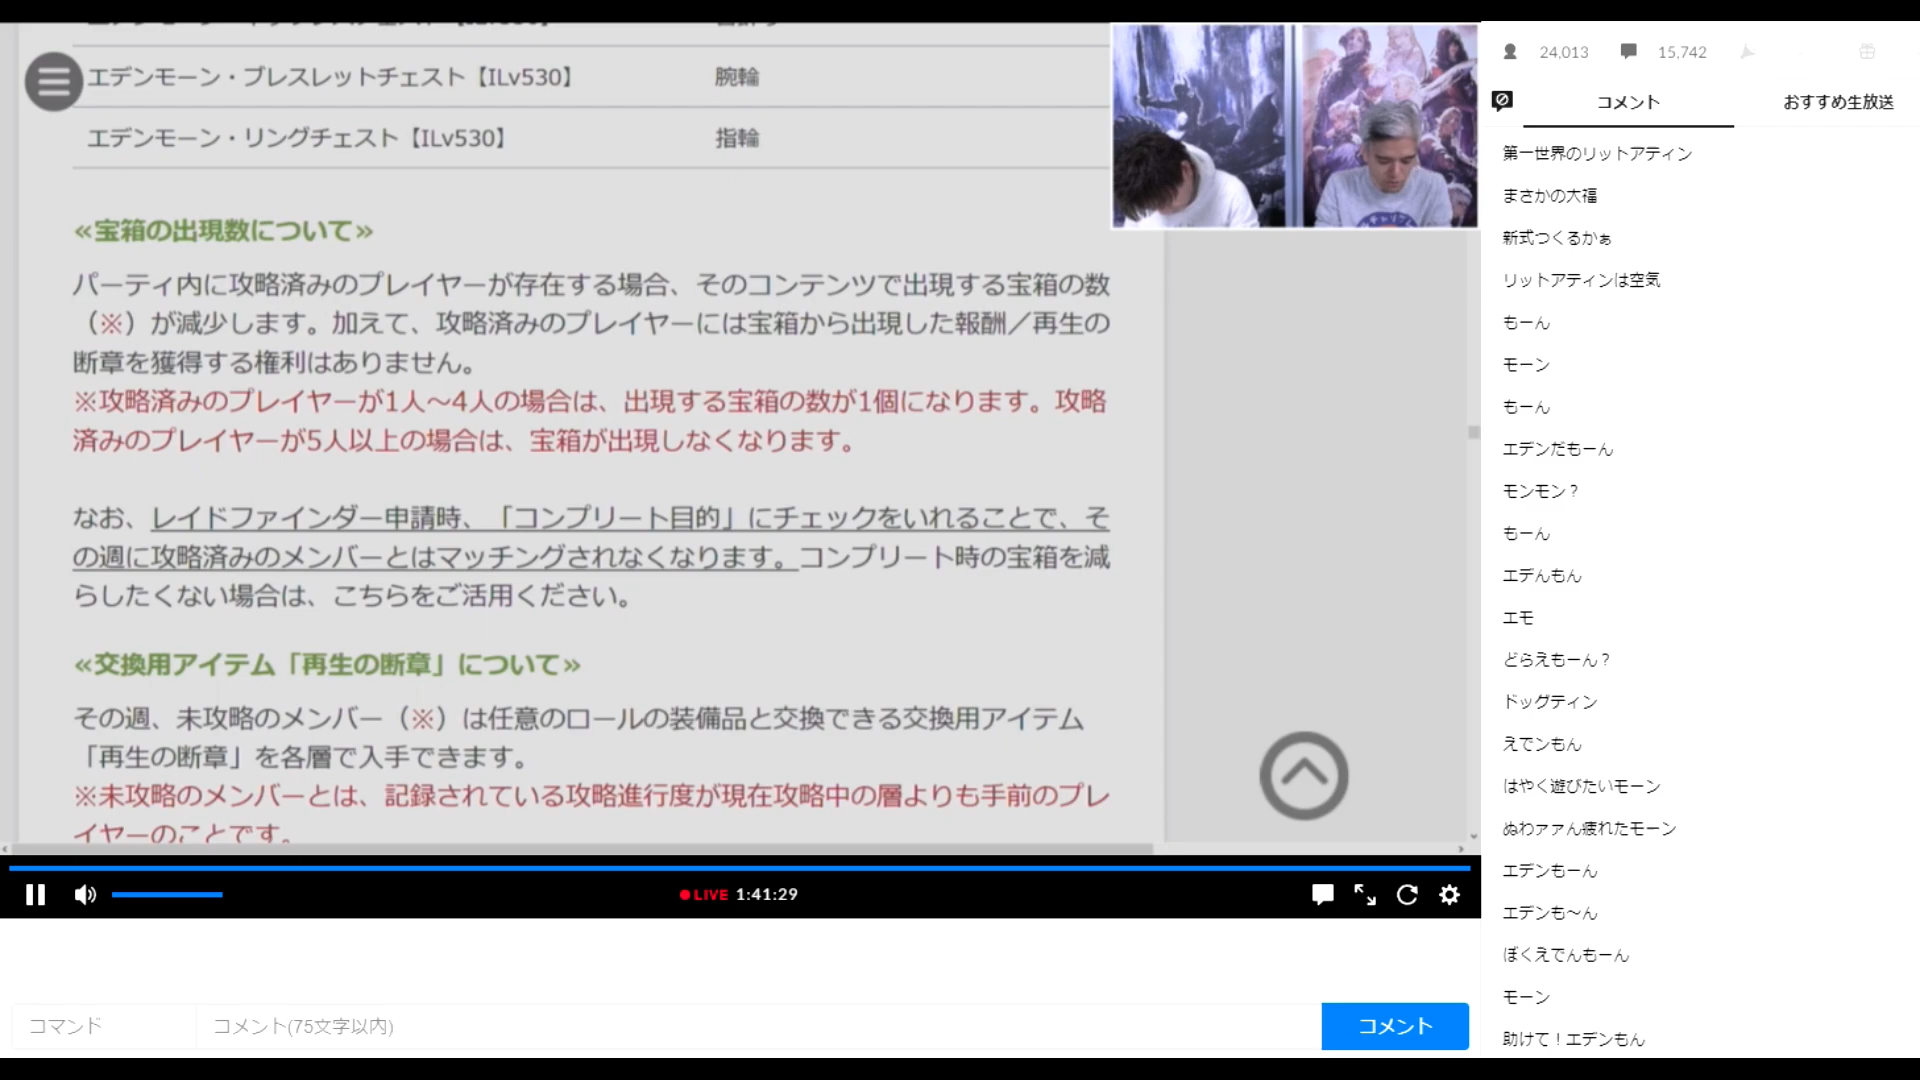 エデンモーン・ブレスレットチェスト【ILv530】 腕輪
エデンモーン・リングチェスト【ILv530】 指輪
≪宝箱の出現数について≫
パーティ内に攻略済みのプレイヤーが存在する場合、そのコンテンツで出現する宝箱の数
（※）が減少します。加えて、攻略済みのプレイヤーには宝箱から出現した報酬／再生の
断章を獲得する権利はありません。
※攻略済みのプレイヤーが1人～4人の場合は、出現する宝箱の数が1個になります。攻略
済みのプレイヤーが5人以上の場合は、宝箱が出現しなくなります。
なお、レイドファインダー申請時、「コンプリート目的」にチェックをいれることで、そ
の週に攻略済みのメンバーとはマッチングされなくなります。コンプリート時の宝箱を減
らしたくない場合は、こちらをご活用ください。
≪交換用アイテム「再生の断章」について≫
その週、未攻略のメンバー（※）は任意のロールの装備品と交換できる交換用アイテム
「再生の断章」を各層で入手できます。
※未攻略のメンバーとは、記録されている攻略進行度が現在攻略中の層よりも手前のプレ
イヤーのことです。
LIVE 1:41:29
コマンド
コメント(75文字以内)
コメント
24,013 15,742
コメント おすすめ生放送
第一世界のリットアティン
まさかの大福
新式つくるかぁ
リットアティンは空気
もーん
モーン
もーん
エデンだもーん
モンモン？
もーん
エデんもん
エモ
どらえもーん？
ドッグティン
えでンもん
はやく遊びたいモーン
ぬわァァん疲れたモーン
エデンもーん
エデンも～ん
ぼくえでんもーん
モーン
助けて！エデンもん